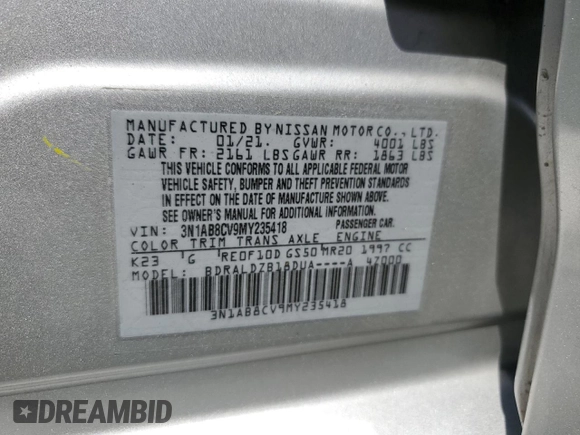 MANUFACTURED BY NISSAN MOTOR CO., LTD.
DATE: 01/21. GVWR: 4001 LBS
GAWR FR: 2161 LBS GAWR RR: 1863 LBS
THIS VEHICLE CONFORMS TO ALL APPLICABLE FEDERAL MOTOR
VEHICLE SAFETY, BUMPER AND THEFT PREVENTION STANDARDS
IN EFFECT ON THE DATE OF MANUFACTURE SHOWN ABOVE.
SEE OWNER'S MANUAL FOR ADDITIONAL INFORMATION.
VIN: 3N1AB8CV9MY235418 PASSENGER CAR.
COLOR TRIM TRANS AXLE ENGINE
K23 G RE0F10D GS50 MR20 1997 CC
MODEL: BDRALDZB18DUA----A 47000
3N1AB8CV9MY235418
DREAMBID